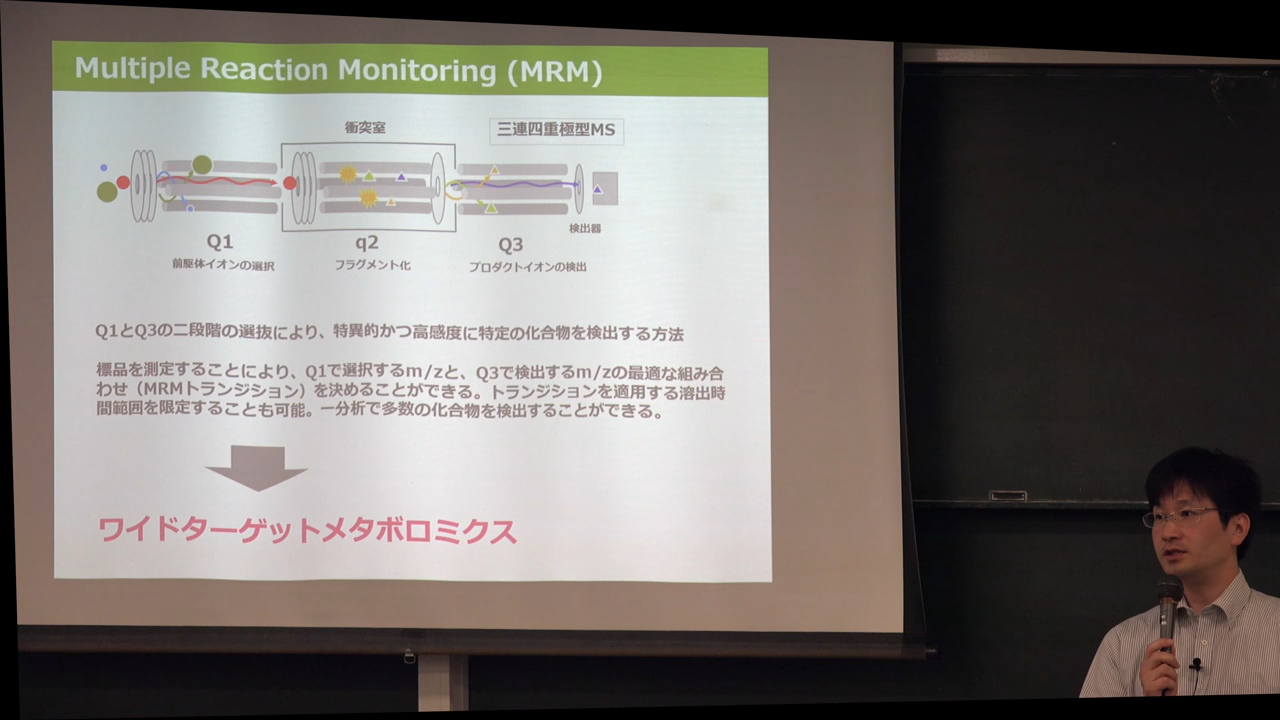 Multiple Reaction Monitoring (MRM)
衝突室
三連四重極型MS
検出器
Q1
q2
Q3
前駆体イオンの選択
フラグメント化
プロダクトイオンの検出
Q1とQ3の二段階の選抜により、特異的かつ高感度に特定の化合物を検出する方法
標品を測定することにより、Q1で選択するm/zと、Q3で検出するm/zの最適な組み合
わせ（MRMトランジション）を決めることができる。トランジションを適用する溶出時
間範囲を限定することも可能。一分析で多数の化合物を検出することができる。
ワイドターゲットメタボロミクス